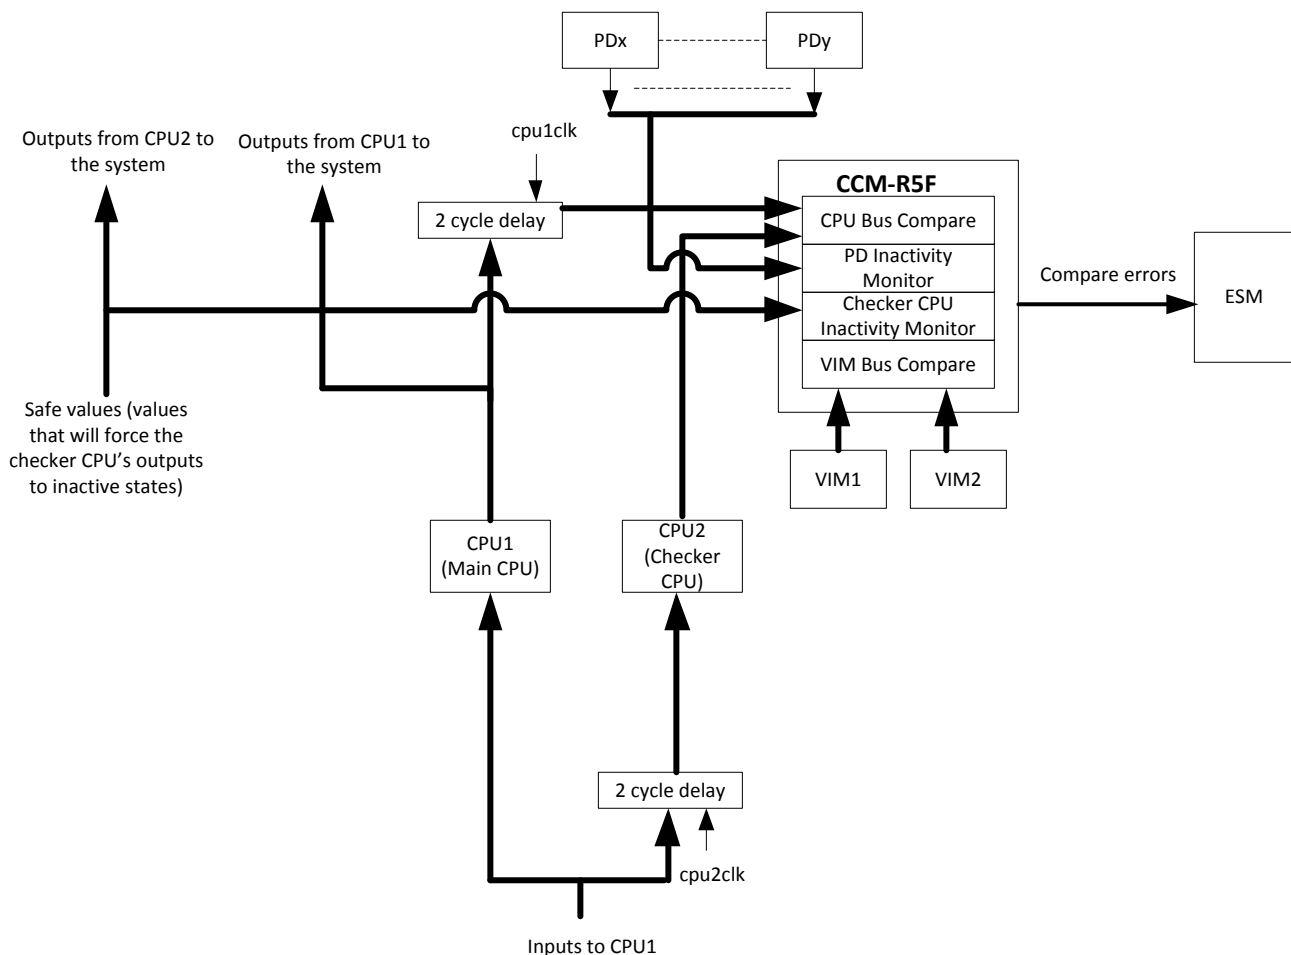 PDx
PDy
Outputs from CPU2 to
the system
Outputs from CPU1 to
the system
cpu1clk
2 cycle delay
CCM-R5F
CPU Bus Compare
PD Inactivity
Monitor
Checker CPU
Inactivity Monitor
VIM Bus Compare
Compare errors
ESM
Safe values (values
that will force the
checker CPU's outputs
to inactive states)
VIM1
VIM2
CPU1
(Main CPU)
CPU2
(Checker
CPU)
2 cycle delay
cpu2clk
Inputs to CPU1